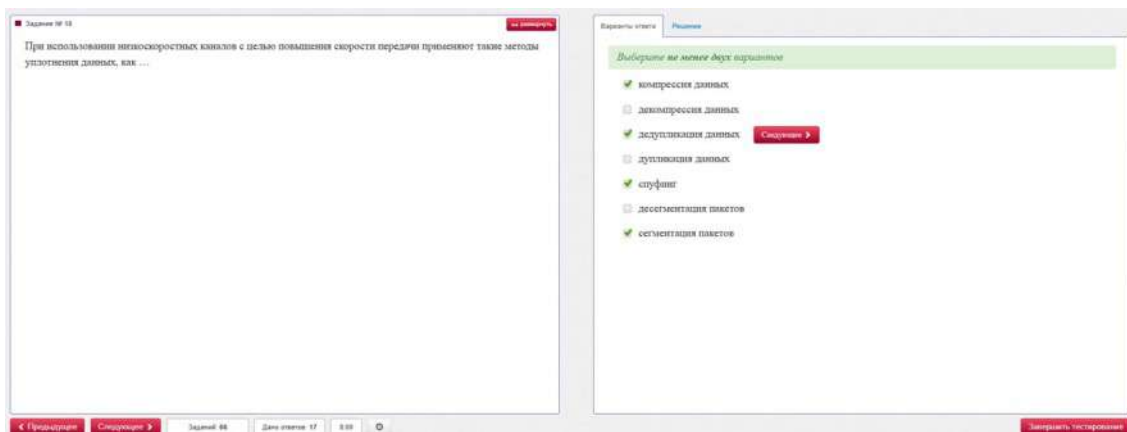 Задание № 18
на развернуть
При использовании низкоскоростных каналов с целью повышения скорости передачи применяют такие методы
уплотнения данных, как …
Варианты ответа Решение
Выберите не менее двух вариантов
компрессия данных
декомпрессия данных
дедупликация данных Следующее
дупликация данных
спуфинг
десегментация пакетов
сегментация пакетов
Предыдущее Следующее Заданий: 66 Дано ответов: 17 Завершить тестирование